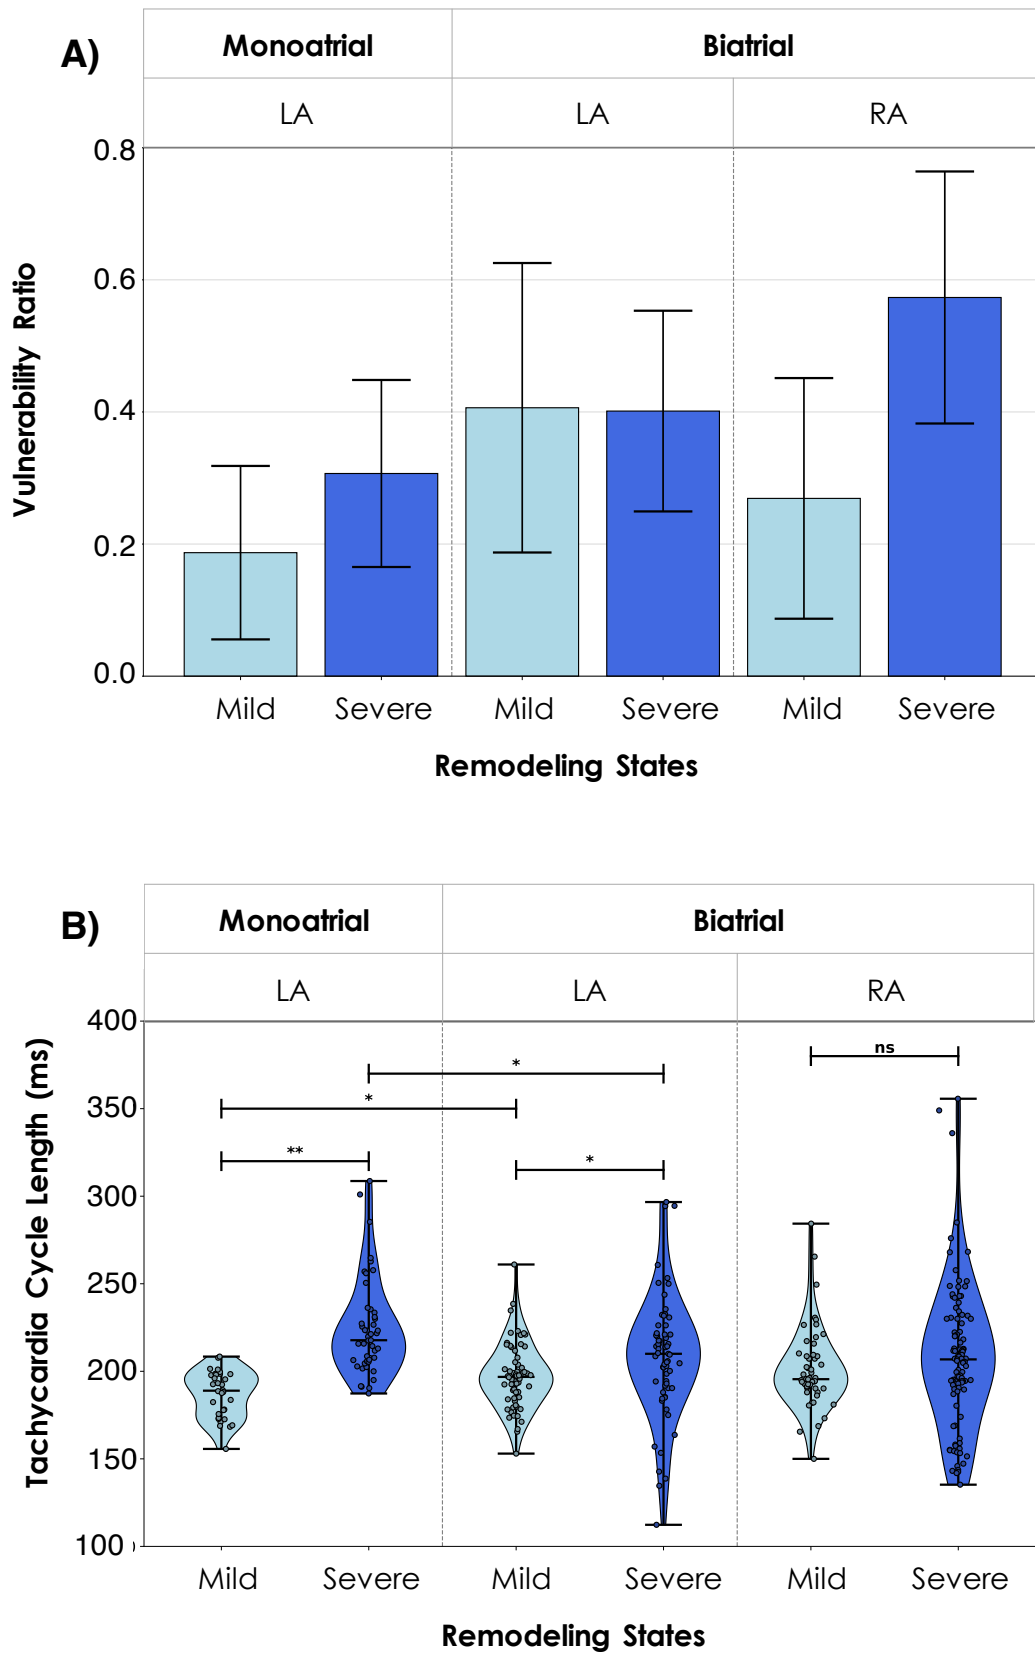 A)
Monoatrial Biatrial
LA LA RA
Vulnerability Ratio
0.8
0.6
0.4
0.2
0.0
Mild Severe Mild Severe Mild Severe
Remodeling States
B)
Monoatrial Biatrial
LA LA RA
Tachycardia Cycle Length (ms)
400
ns
*
350
*
**
*
300
250
200
150
100
Mild Severe Mild Severe Mild Severe
Remodeling States